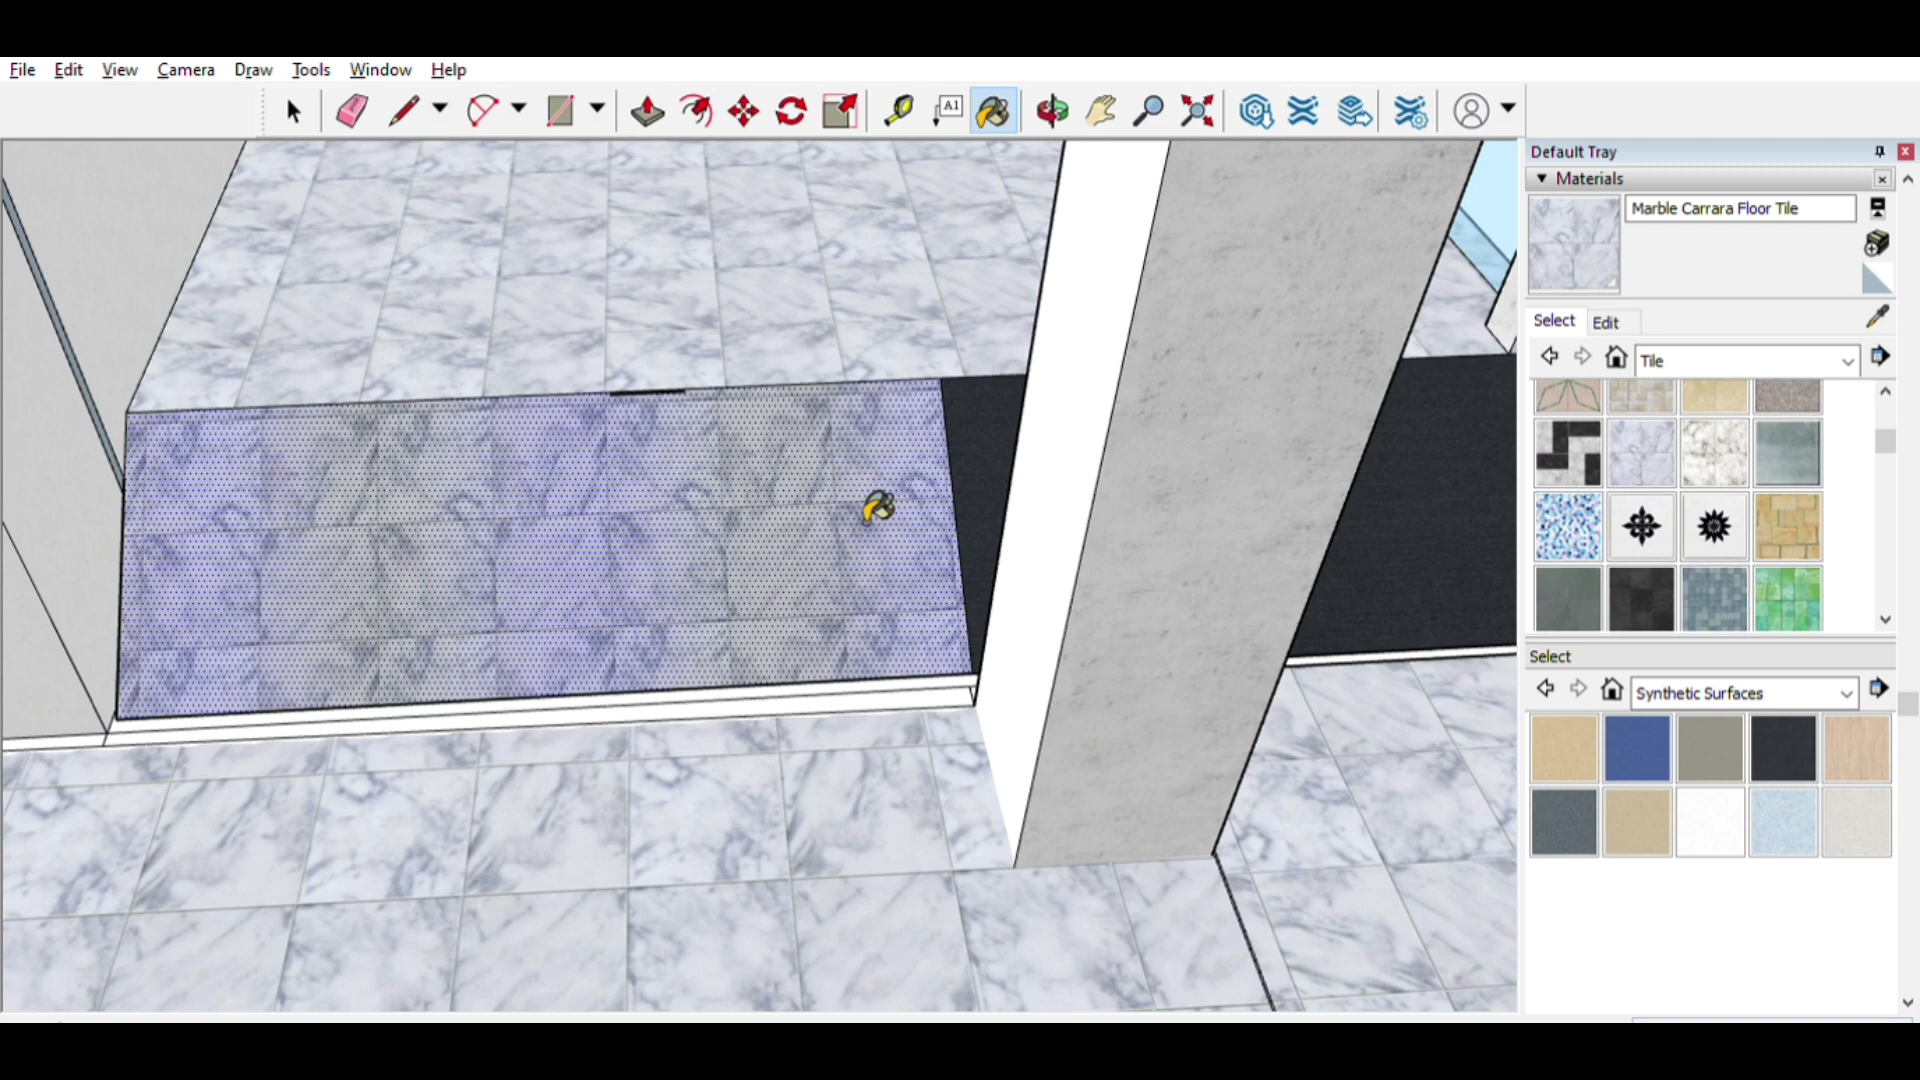 File Edit View Camera Draw Tools Window Help
A1
Default Tray
Materials
Marble Carrara Floor Tile
Select Edit
Tile
Select
Synthetic Surfaces